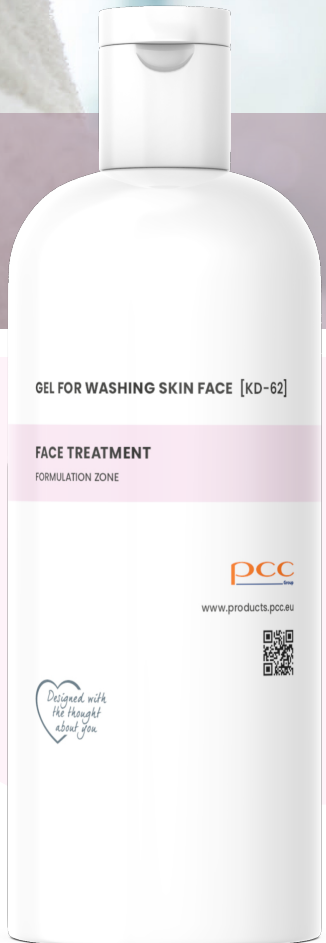 GEL FOR WASHING SKIN FACE [KD-62]
FACE TREATMENT
FORMULATION ZONE
pcc
Group
www.products.pcc.eu
Designed with
the thought
about you